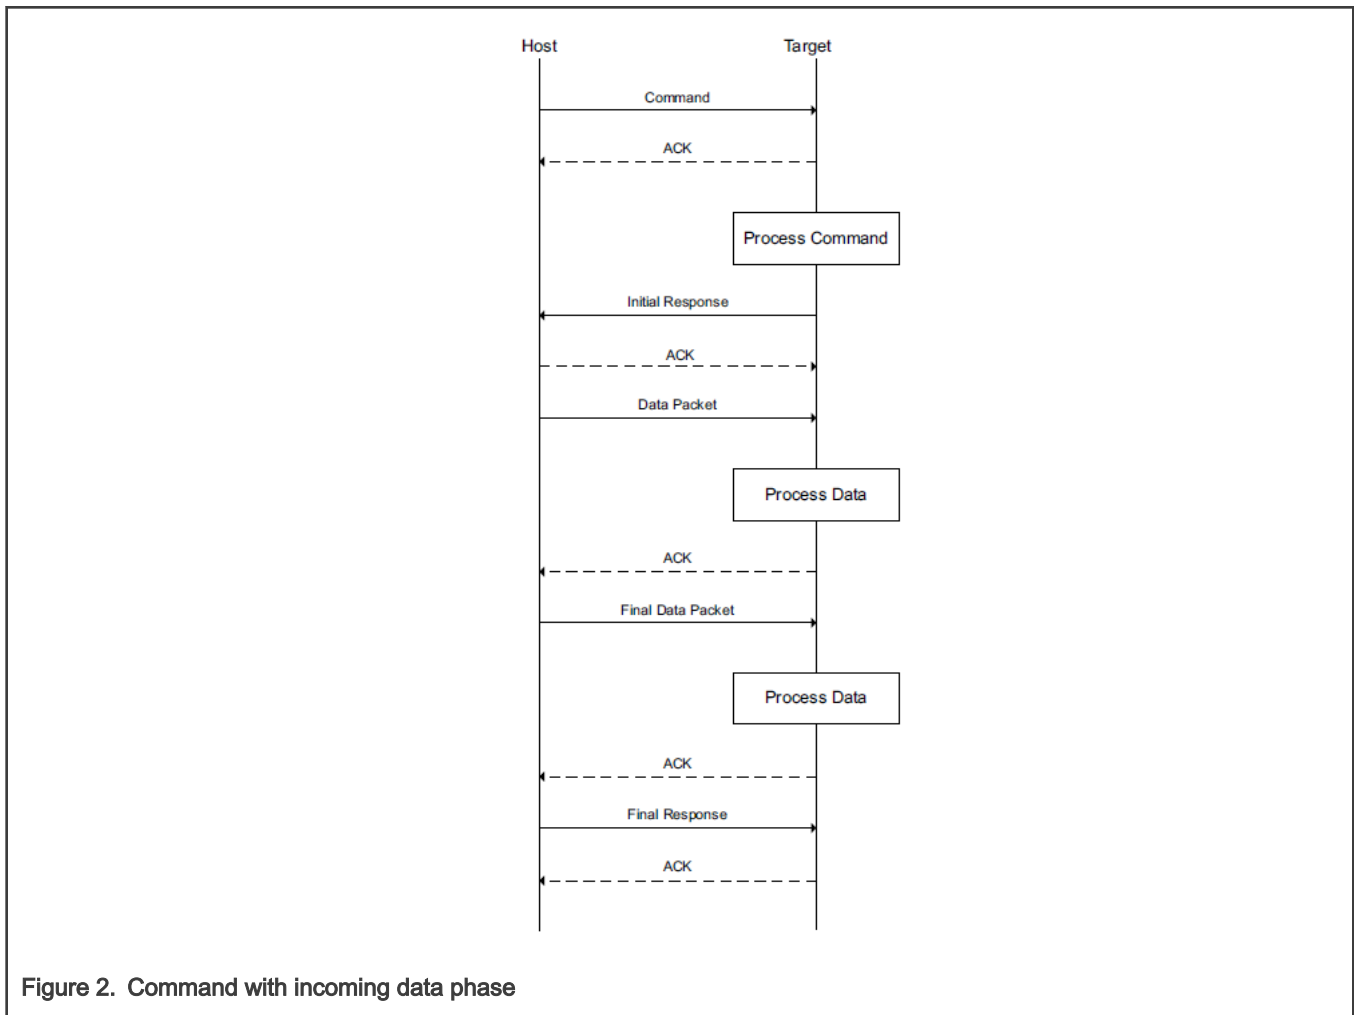 Host Target
Command
ACK
Process Command
Initial Response
ACK
Data Packet
Process Data
ACK
Final Data Packet
Process Data
ACK
Final Response
ACK
Figure 2. Command with incoming data phase